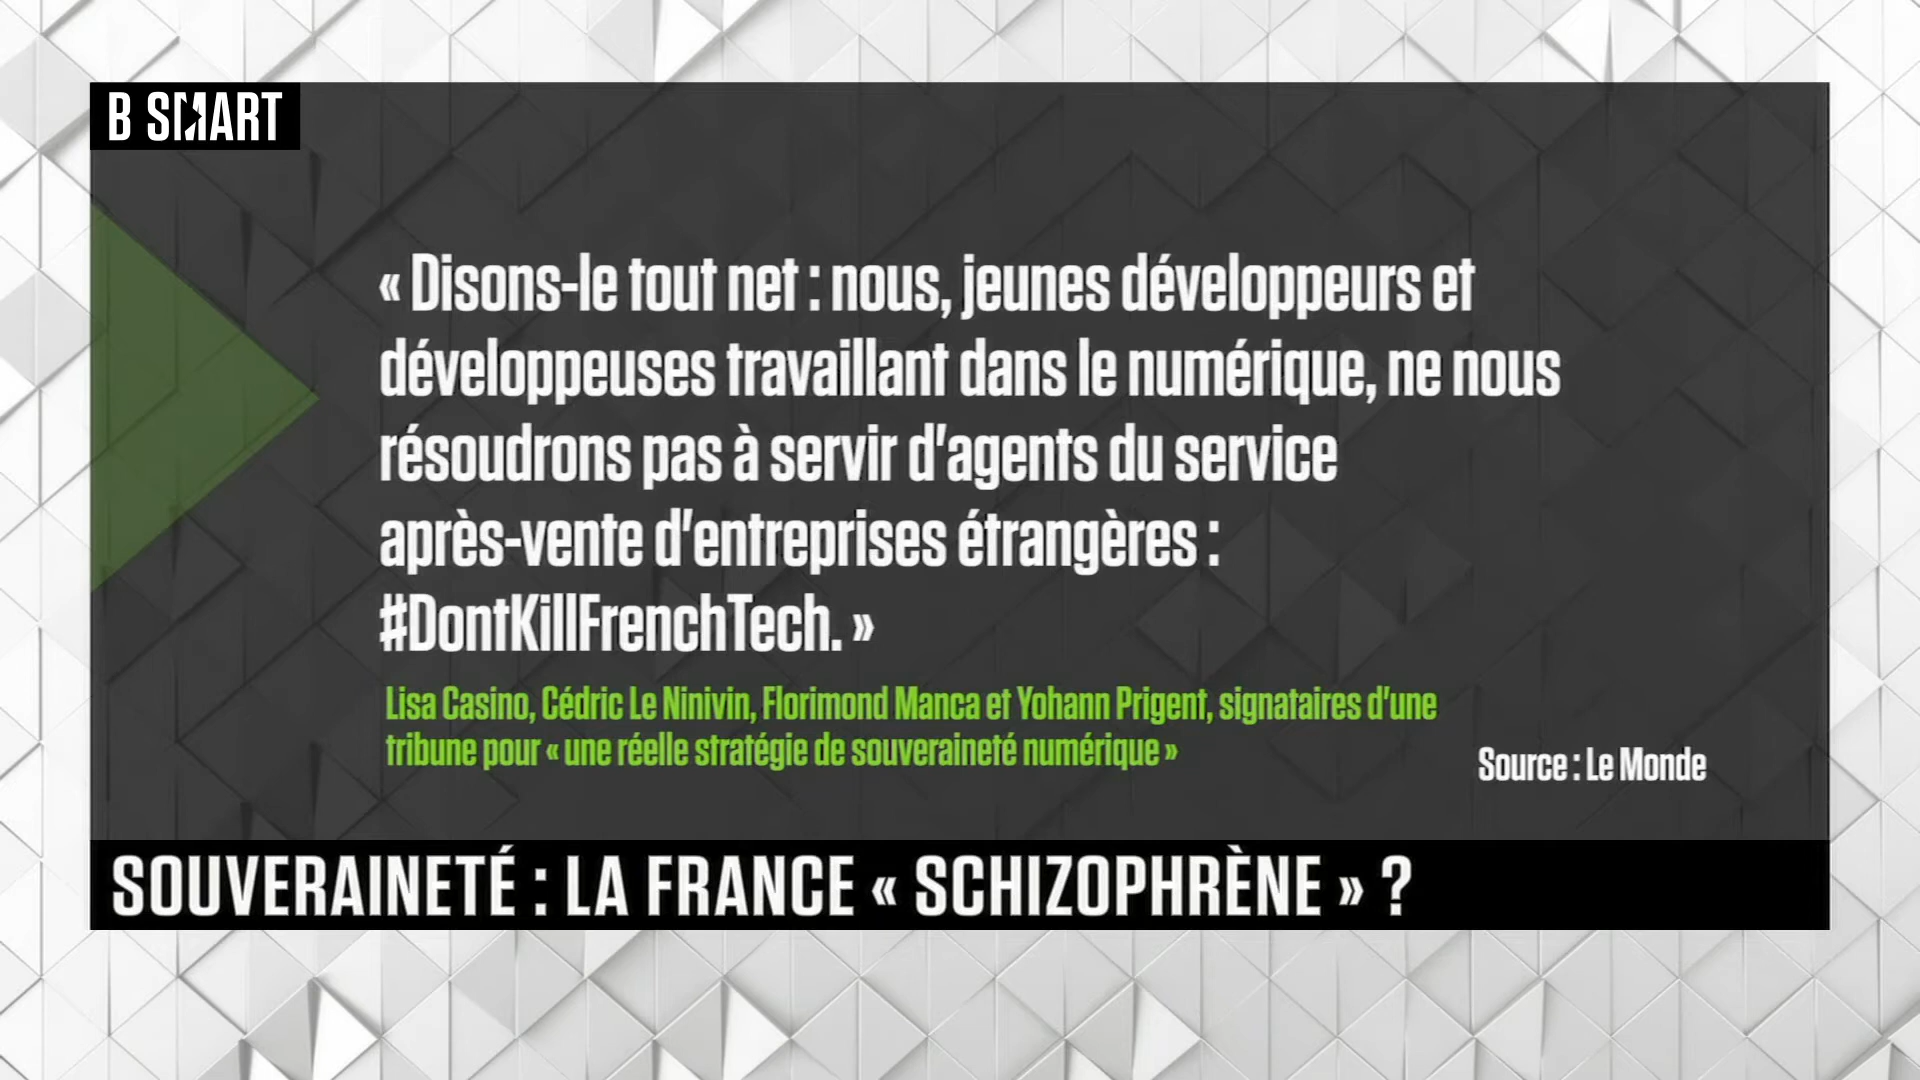 B SMART
« Disons-le tout net : nous, jeunes développeurs et
développeuses travaillant dans le numérique, ne nous
résoudrons pas à servir d'agents du service
après-vente d'entreprises étrangères :
#DontKillFrenchTech. »
Lisa Casino, Cédric Le Ninivin, Florimond Manca et Yohann Prigent, signataires d'une
tribune pour « une réelle stratégie de souveraineté numérique »
Source : Le Monde
SOUVERAINETÉ : LA FRANCE « SCHIZOPHRÈNE » ?